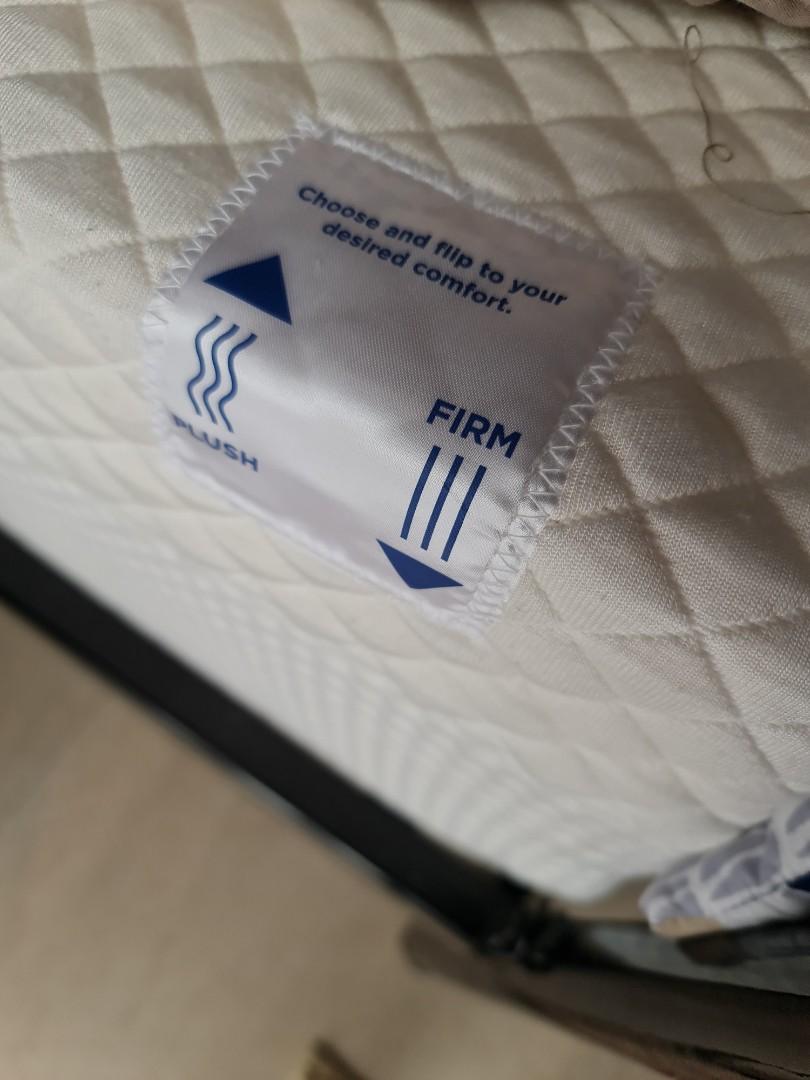 Choose and flip to your
desired comfort.
FIRM
PLUSH